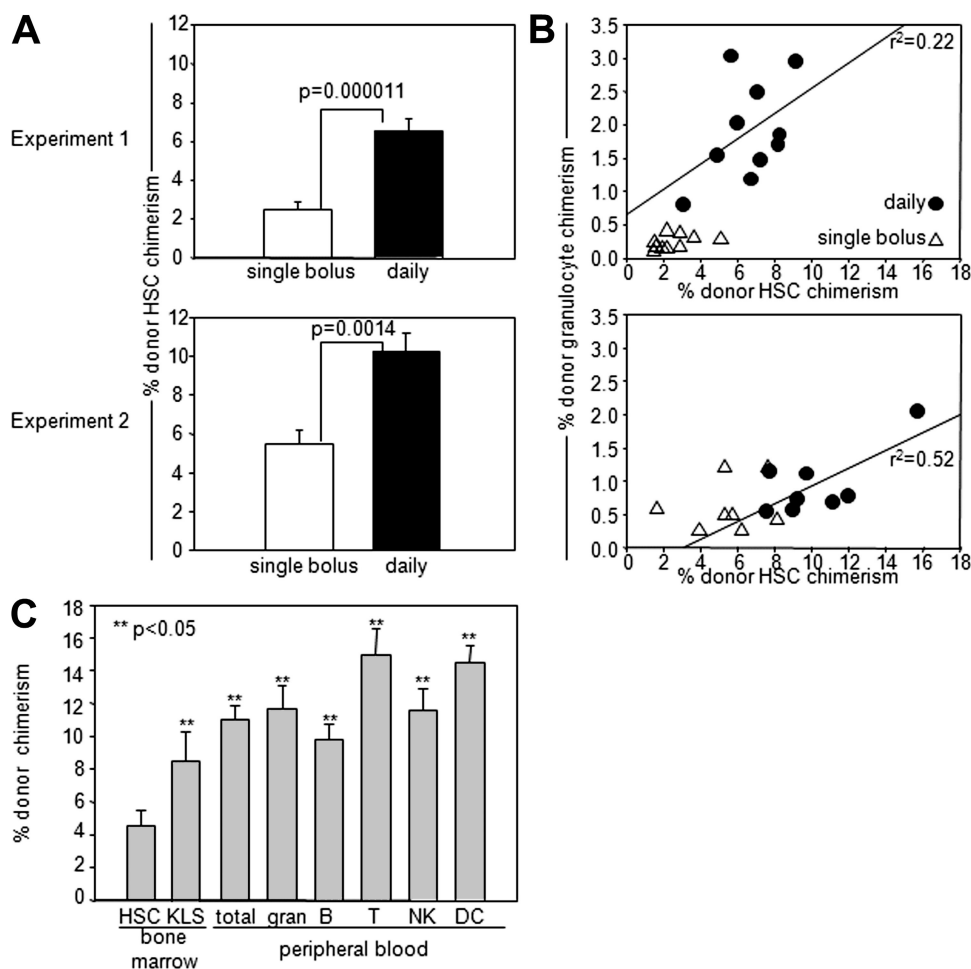 A
B
% donor HSC chimerism
Experiment 1
12
10
8
6
4
2
0
p=0.000011
single bolus daily
Experiment 2
12
10
8
6
4
2
0
p=0.0014
single bolus daily
% donor granulocyte chimerism
3.5
3.0
2.5
2.0
1.5
1.0
0.5
0.0
r²=0.22
daily
single bolus
0 2 4 6 8 10 12 14 16 18
% donor HSC chimerism
3.5
3.0
2.5
2.0
1.5
1.0
0.5
0.0
r²=0.52
2 4 6 8 10 12 14 16 18
% donor HSC chimerism
C
% donor chimerism
18
16
14
12
10
8
6
4
2
0
** p<0.05
** ** ** ** ** ** **
HSC KLS total gran B T NK DC
bone marrow
peripheral blood